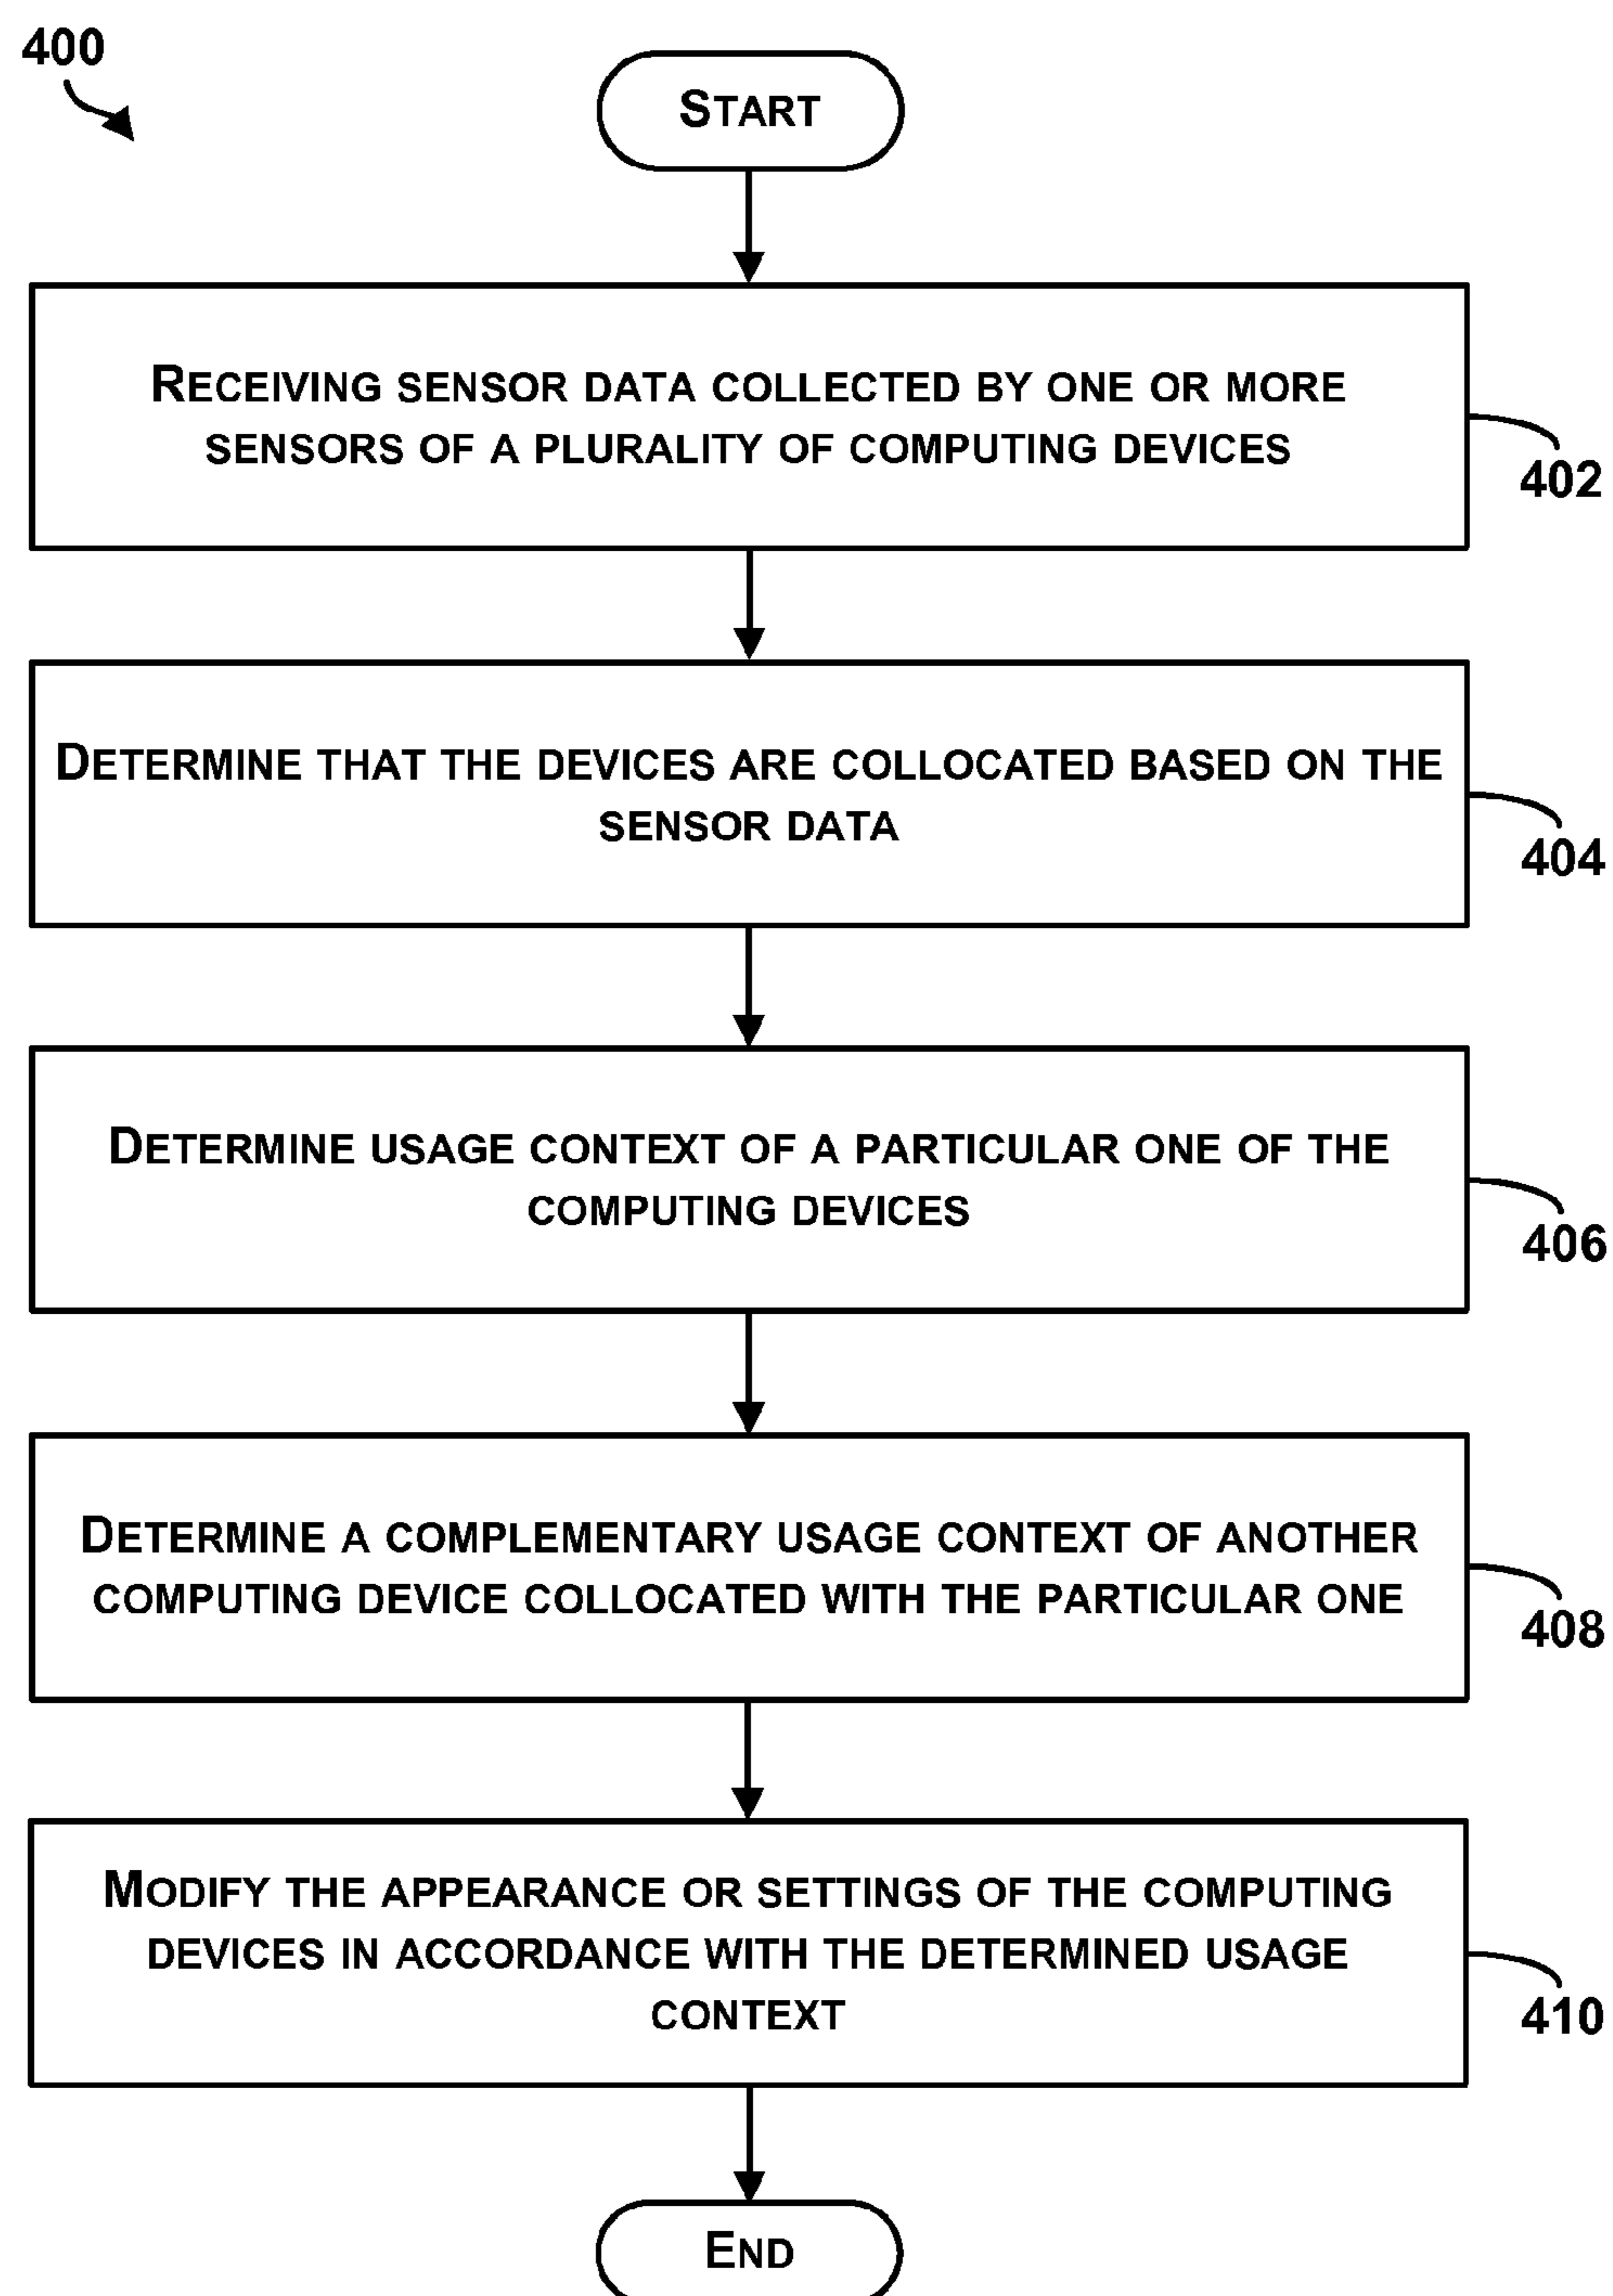 400
START
RECEIVING SENSOR DATA COLLECTED BY ONE OR MORE
SENSORS OF A PLURALITY OF COMPUTING DEVICES
402
DETERMINE THAT THE DEVICES ARE COLLOCATED BASED ON THE
SENSOR DATA
404
DETERMINE USAGE CONTEXT OF A PARTICULAR ONE OF THE
COMPUTING DEVICES
406
DETERMINE A COMPLEMENTARY USAGE CONTEXT OF ANOTHER
COMPUTING DEVICE COLLOCATED WITH THE PARTICULAR ONE
408
MODIFY THE APPEARANCE OR SETTINGS OF THE COMPUTING
DEVICES IN ACCORDANCE WITH THE DETERMINED USAGE
CONTEXT
410
END